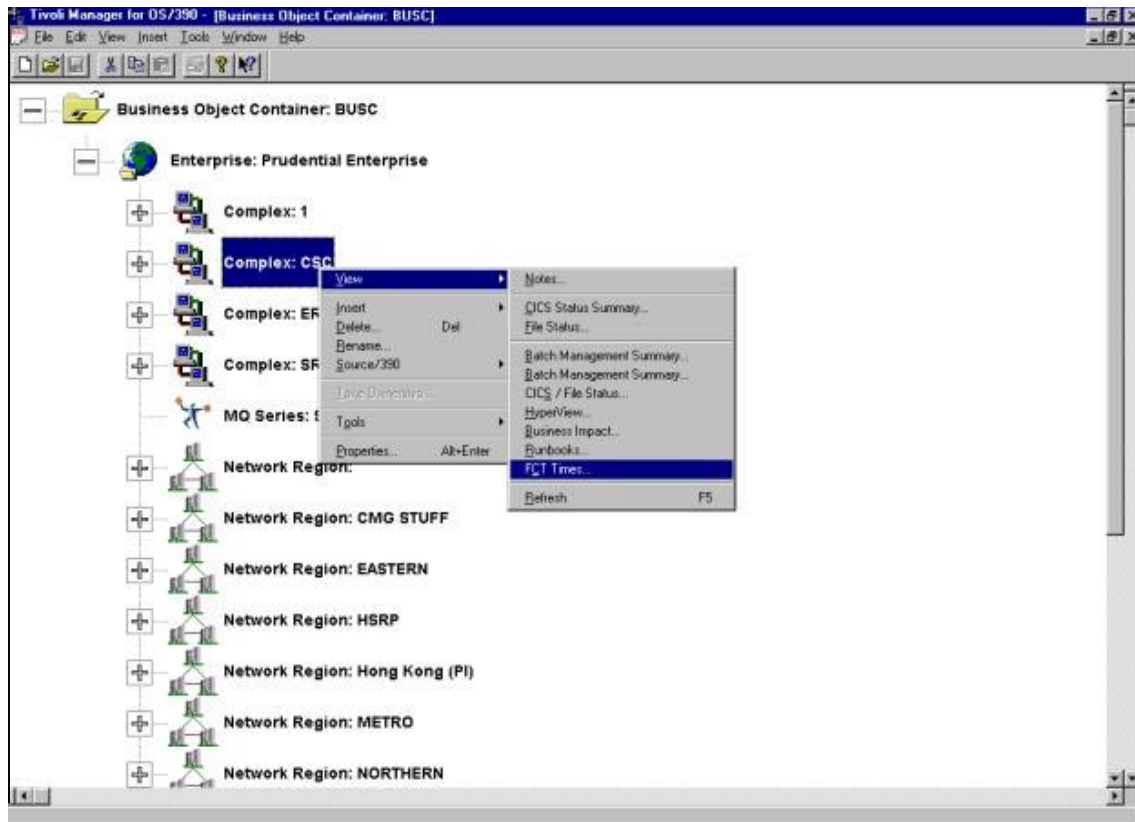 Tivoli Manager for OS/390 - [Business Object Container: BUSC]
File Edit View Insert Tools Window Help
Business Object Container: BUSC
Enterprise: Prudential Enterprise
Complex: 1
Complex: CSC
View
Notes...
Insert
CICS Status Summary...
Complex: ER
Delete... Del
File Status...
Rename...
Complex: SR
Source/390
Batch Management Summary...
Batch Management Summary...
Take Ownership...
CICS / File Status...
MQ Series: S
Tools
HyperView...
Business Impact...
Properties... Alt+Enter
Runbooks...
Network Region:
FCT Times...
Refresh F5
Network Region: CMG STUFF
Network Region: EASTERN
Network Region: HSRP
Network Region: Hong Kong (PI)
Network Region: METRO
Network Region: NORTHERN